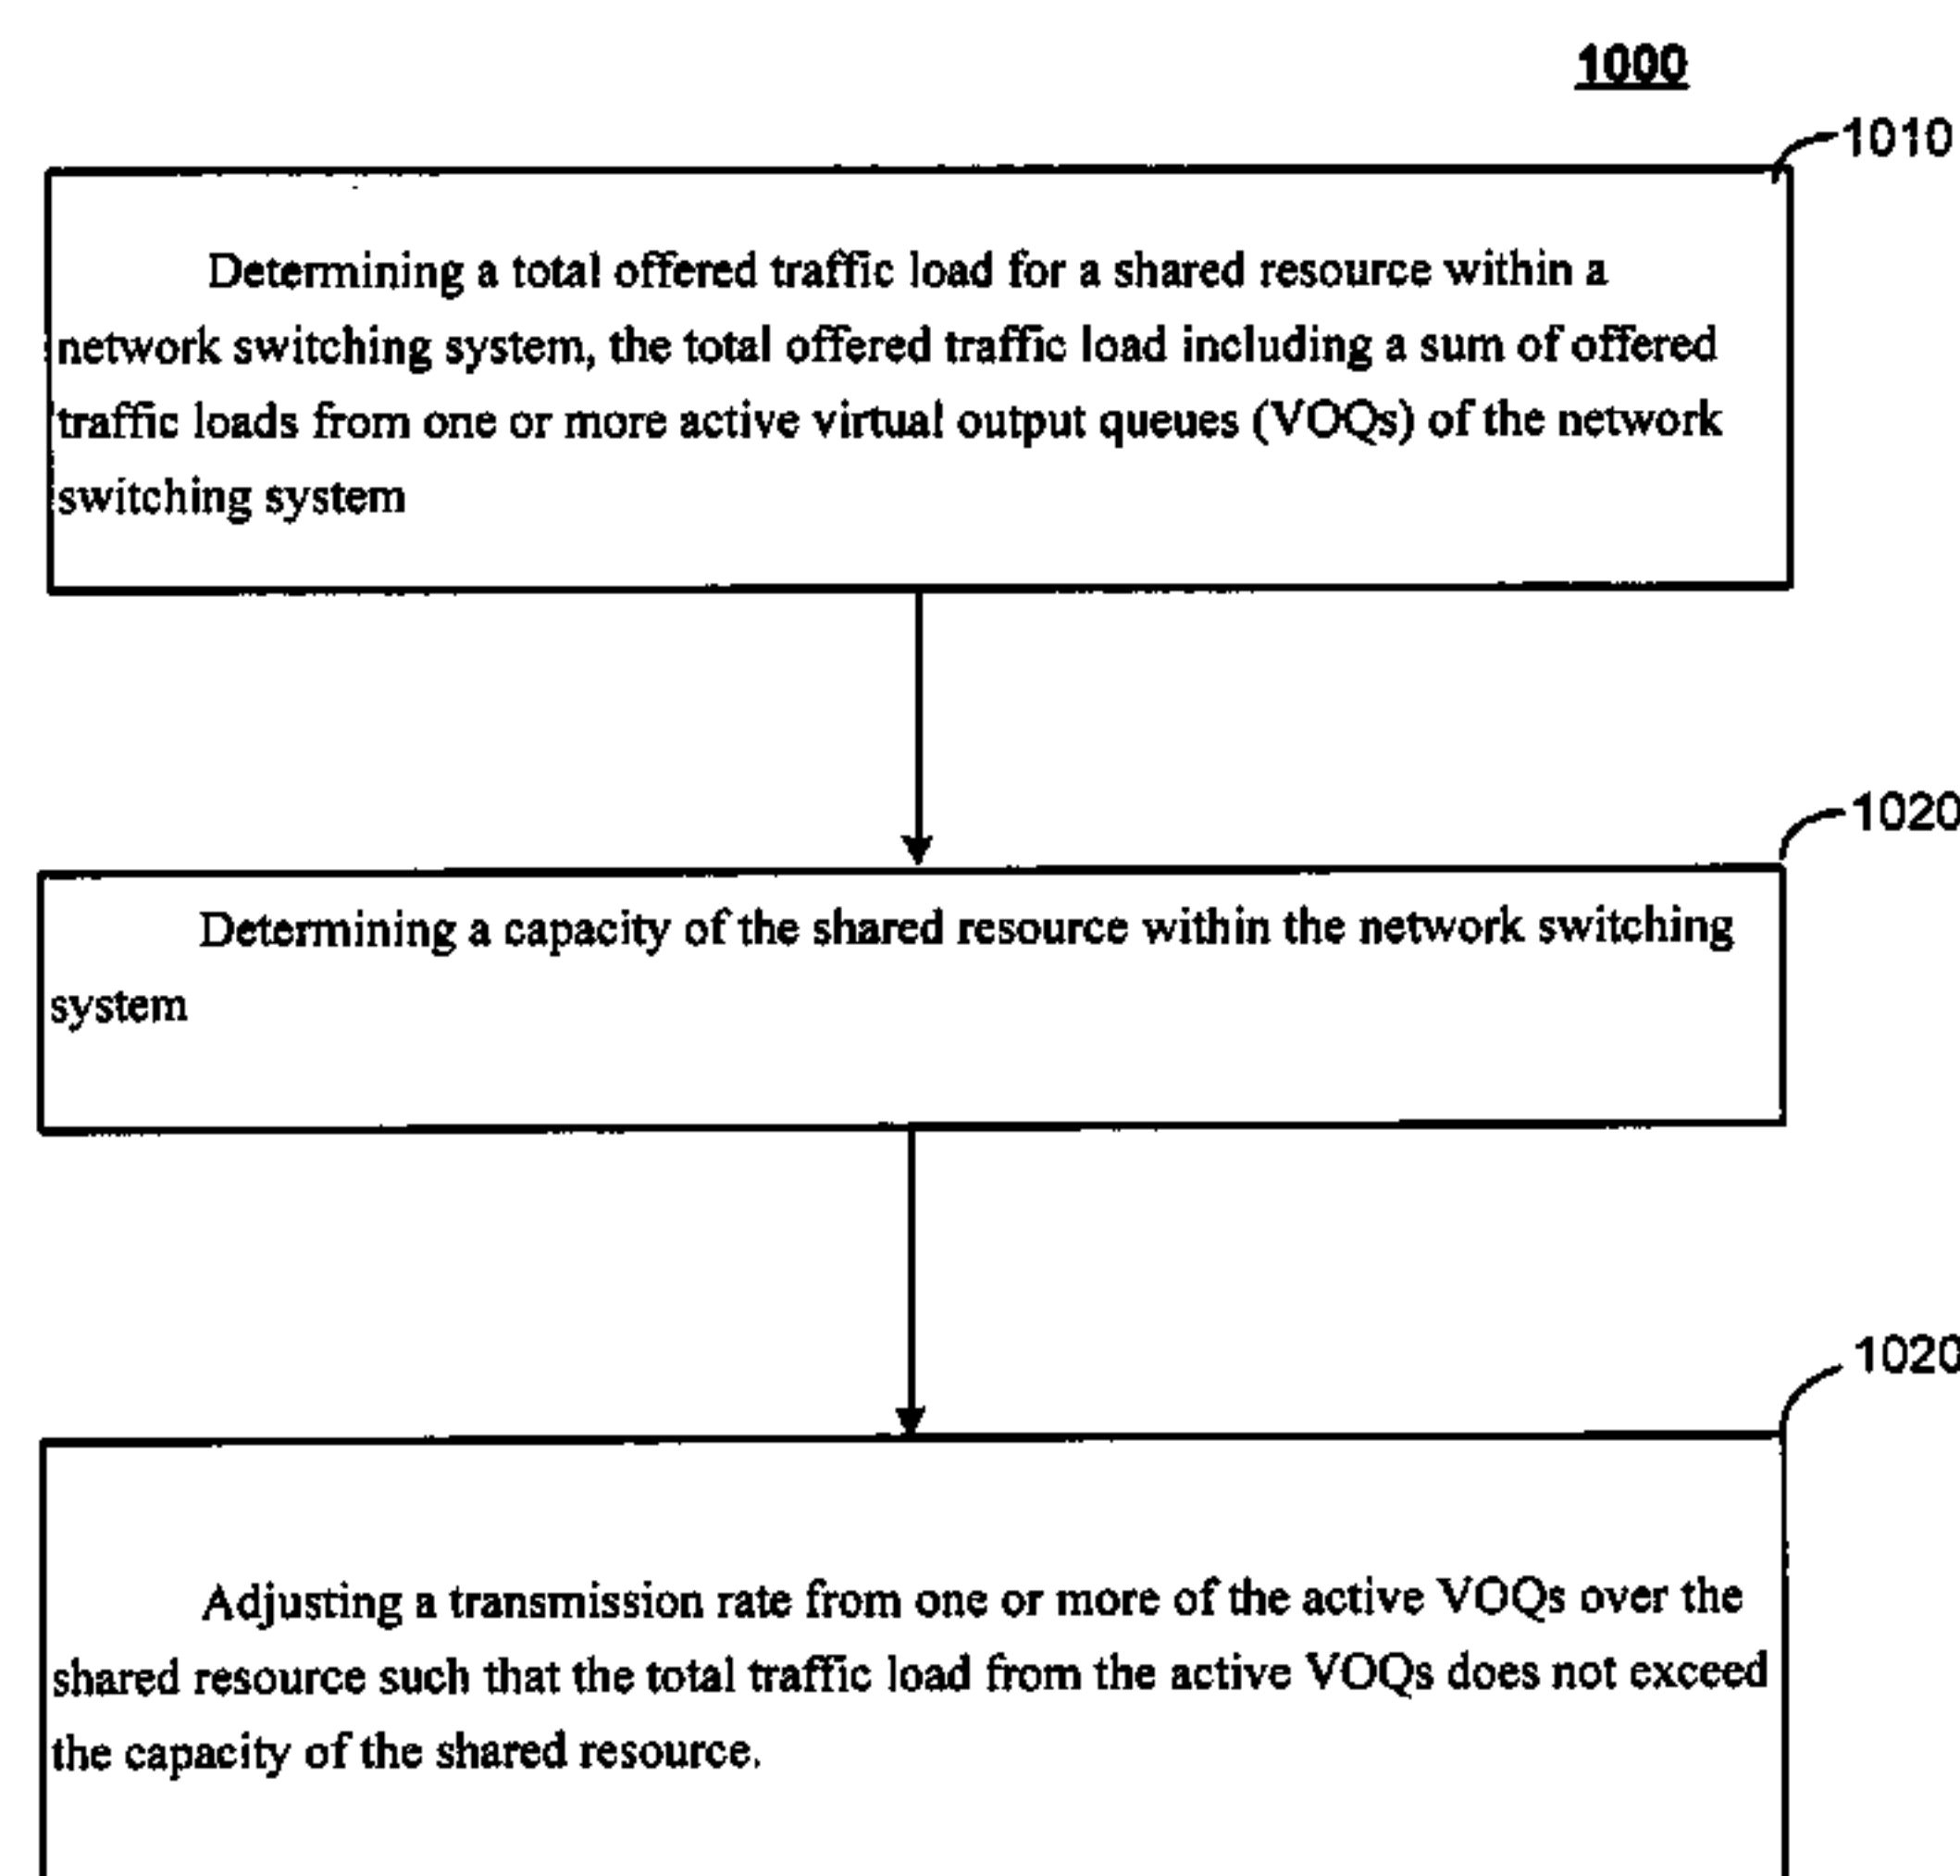 1000
1010
Determining a total offered traffic load for a shared resource within a
network switching system, the total offered traffic load including a sum of offered
traffic loads from one or more active virtual output queues (VOQs) of the network
switching system
1020
Determining a capacity of the shared resource within the network switching
system
1020
Adjusting a transmission rate from one or more of the active VOQs over the
shared resource such that the total traffic load from the active VOQs does not exceed
the capacity of the shared resource.